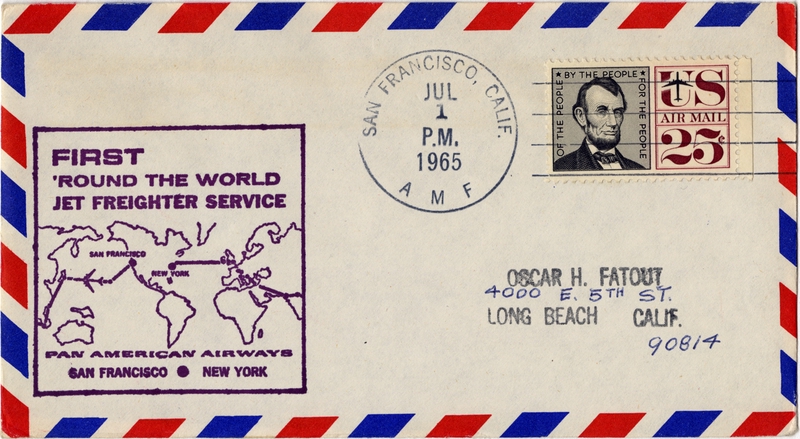 FIRST
'ROUND THE WORLD
JET FREIGHTER SERVICE
SAN FRANCISCO
NEW YORK
PAN AMERICAN AIRWAYS
SAN FRANCISCO ● NEW YORK
SAN FRANCISCO, CALIF.
JUL
1
P.M.
1965
AMF
OF THE PEOPLE ★ BY THE PEOPLE ★ FOR THE PEOPLE
US
AIR MAIL
25¢
OSCAR H. FATOUT
4000 E. 5TH ST.
LONG BEACH CALIF.
90814